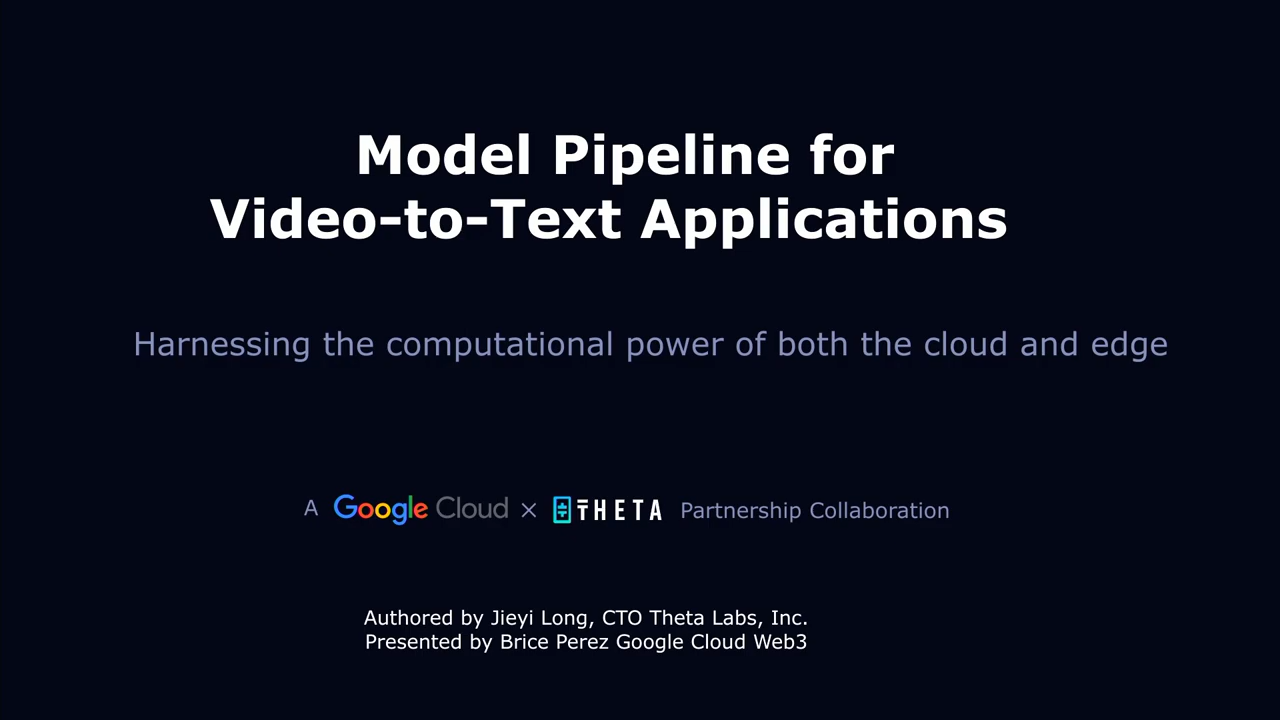 Model Pipeline for
Video-to-Text Applications
Harnessing the computational power of both the cloud and edge
A Google Cloud × THETA Partnership Collaboration
Authored by Jieyi Long, CTO Theta Labs, Inc.
Presented by Brice Perez Google Cloud Web3